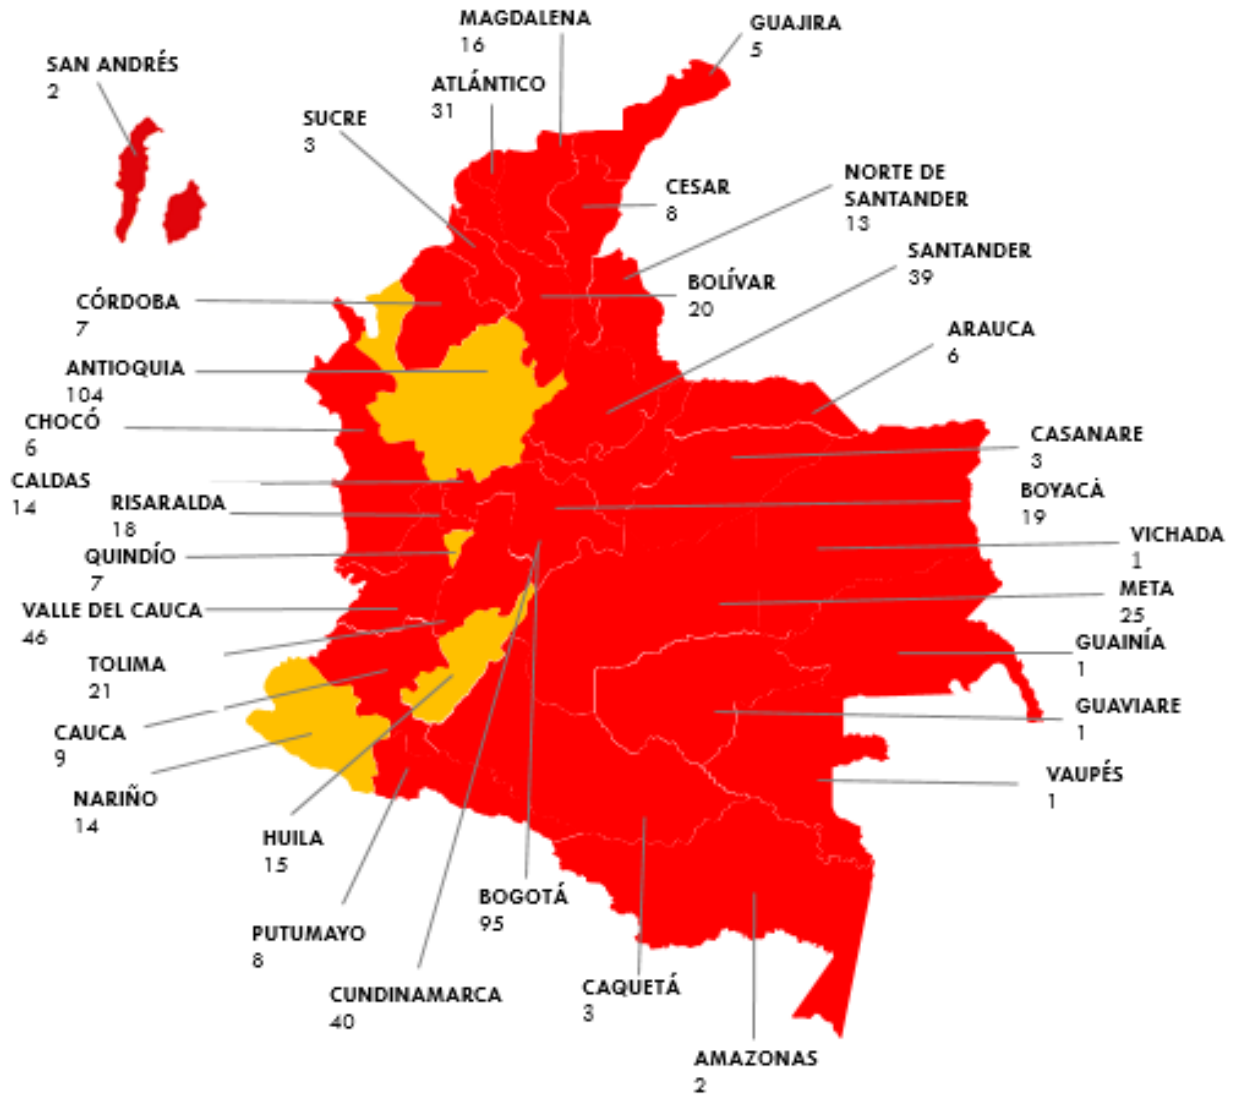 MAGDALENA
16
GUAJIRA
5
SAN ANDRÉS
2
ATLÁNTICO
31
SUCRE
3
NORTE DE
SANTANDER
13
CESAR
8
SANTANDER
39
BOLÍVAR
20
CÓRDOBA
7
ARAUCA
6
ANTIOQUIA
104
CHOCÓ
6
CASANARE
3
CALDAS
14
BOYACÁ
19
RISARALDA
18
VICHADA
1
QUINDÍO
7
META
25
VALLE DEL CAUCA
46
GUAINÍA
1
TOLIMA
21
GUAVIARE
1
CAUCA
9
VAUPÉS
1
NARIÑO
14
HUILA
15
BOGOTÁ
95
PUTUMAYO
8
CAQUETÁ
3
CUNDINAMARCA
40
AMAZONAS
2